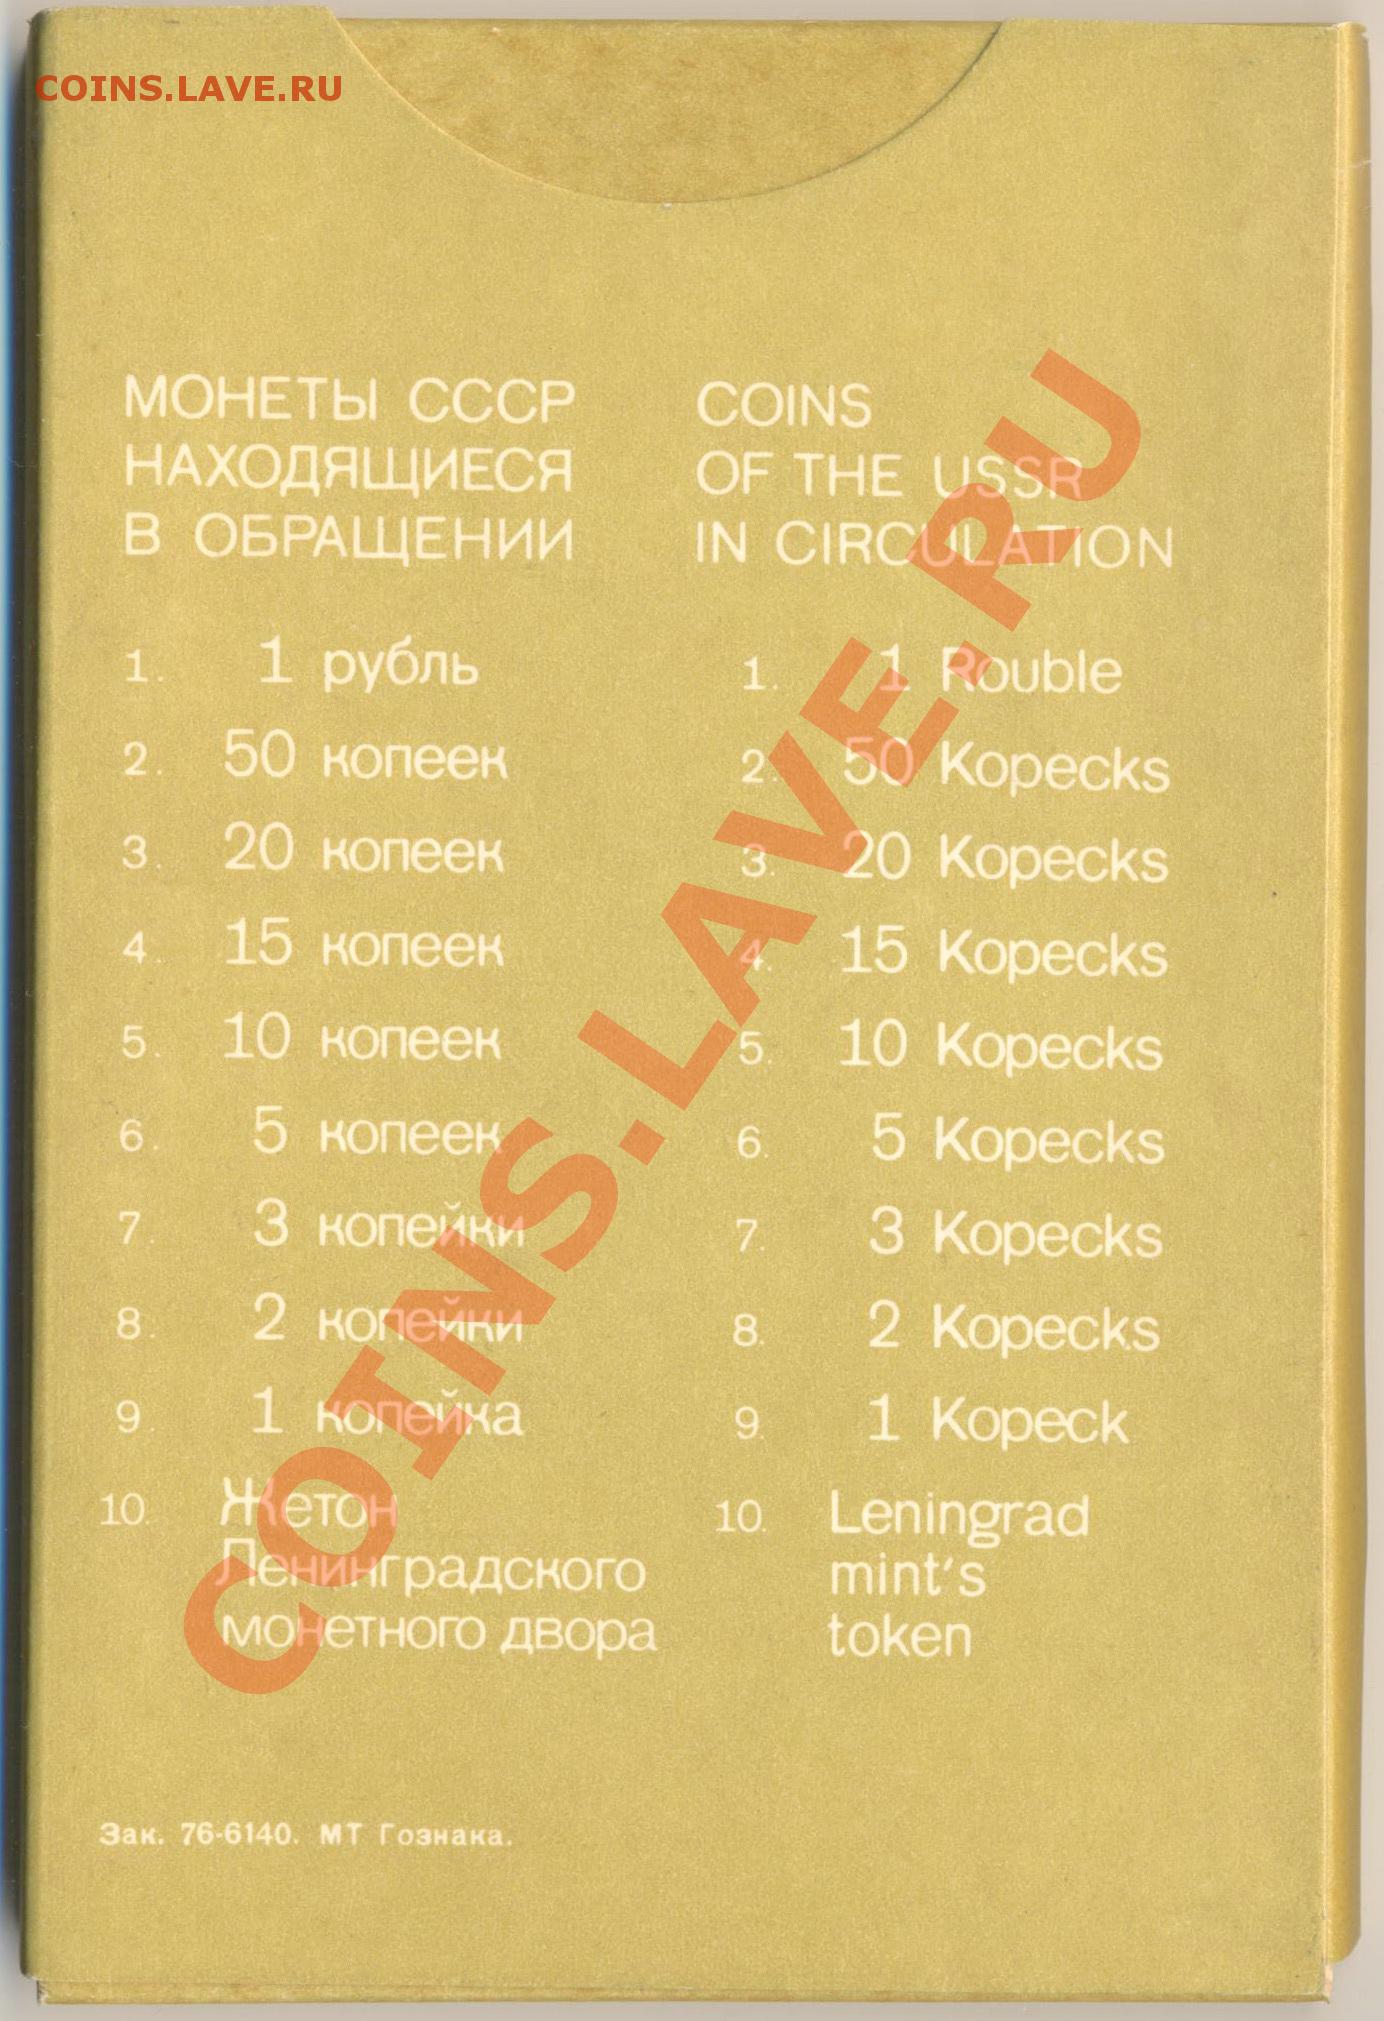 COINS.LAVE.RU
МОНЕТЫ СССР
НАХОДЯЩИЕСЯ
В ОБРАЩЕНИИ
1. 1 рубль
2. 50 копеек
3. 20 копеек
4. 15 копеек
5. 10 копеек
6. 5 копеек
7. 3 копейки
8. 2 копейки
9. 1 копейка
10. Жетон
Ленинградского
монетного двора
COINS
OF THE USSR
IN CIRCULATION
1. 1 Rouble
2. 50 Kopecks
3. 20 Kopecks
4. 15 Kopecks
5. 10 Kopecks
6. 5 Kopecks
7. 3 Kopecks
8. 2 Kopecks
9. 1 Kopeck
10. Leningrad
mint's
token
Зак. 76-6140. МТ Гознака.
COINS.LAVE.RU